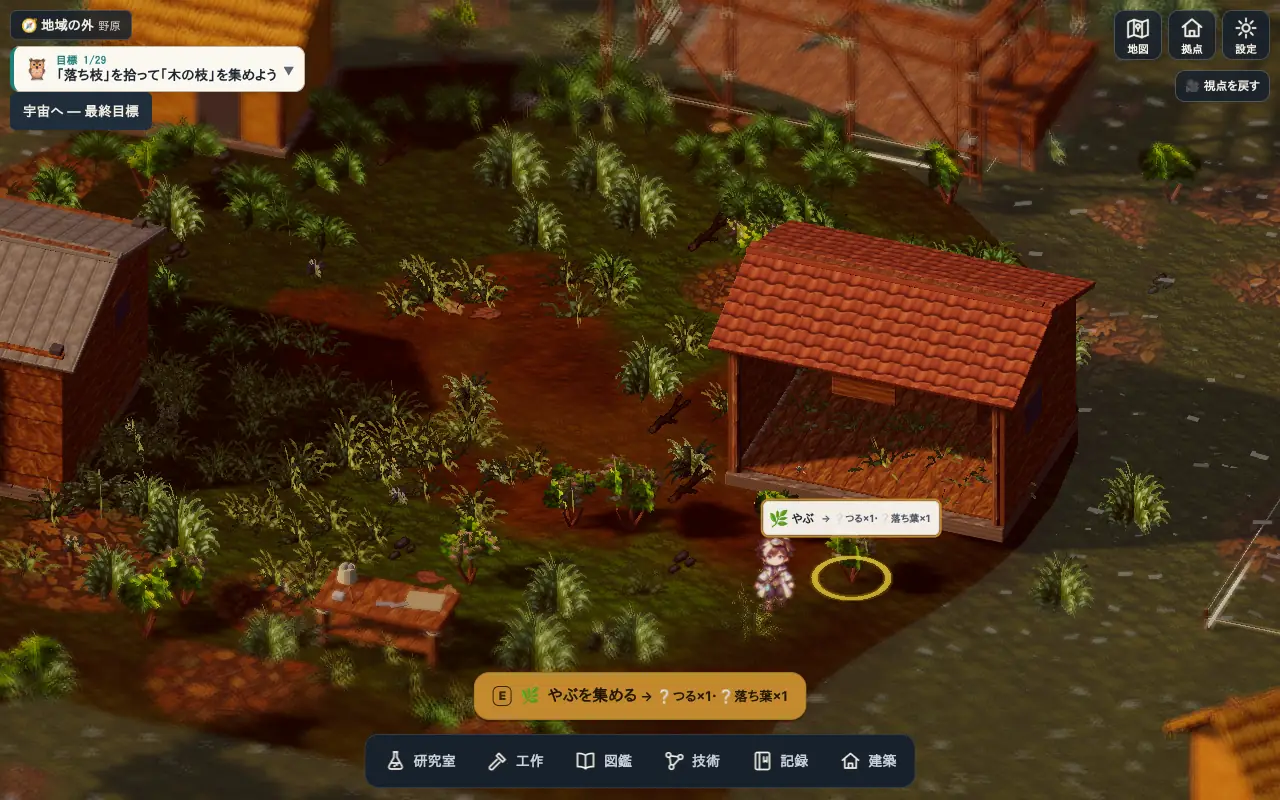 地域の外 野原
目標 1/29
「落ち枝」を拾って「木の枝」を集めよう ▼
宇宙へ — 最終目標
地図
拠点
設定
視点を戻す
やぶ → ?つる×1・?落ち葉×1
E やぶを集める → ?つる×1・?落ち葉×1
研究室 工作 図鑑 技術 記録 建築